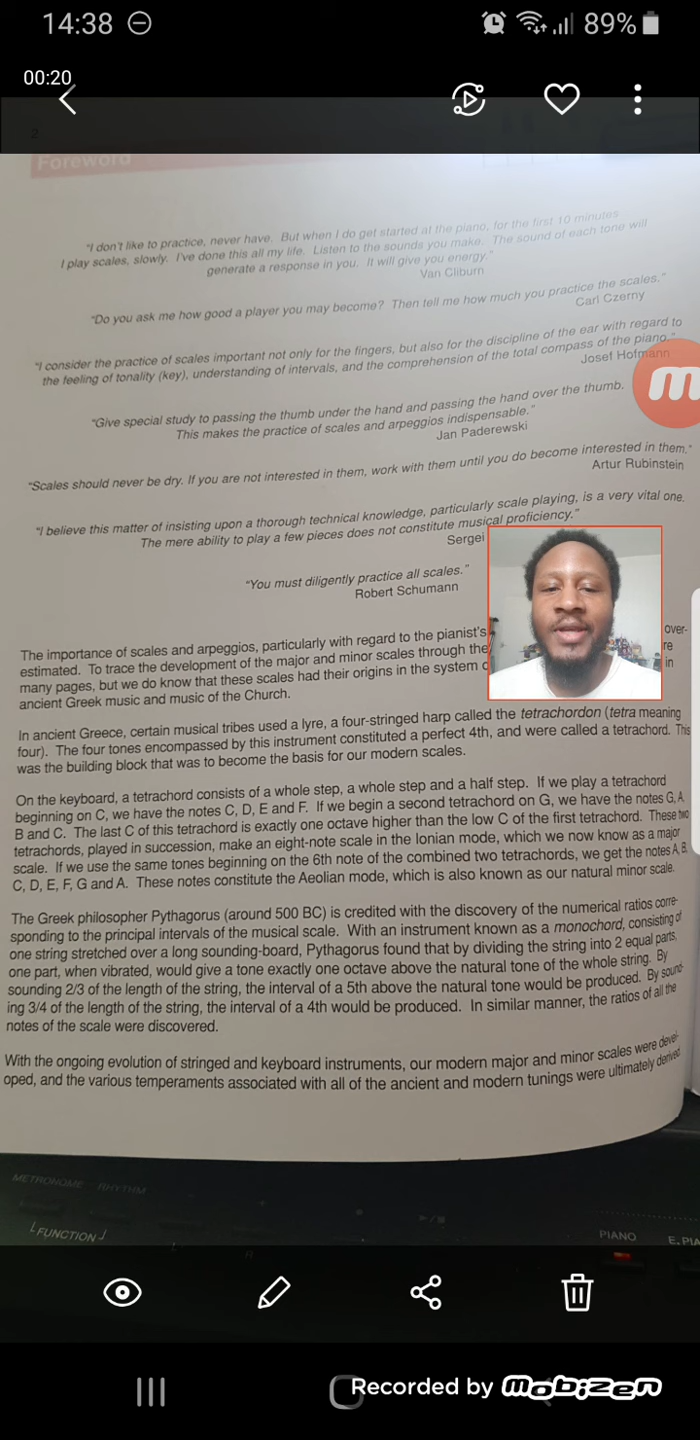 14:38 89%
00:20
2
Foreword
"I don't like to practice, never have. But when I do get started at the piano, for the first 10 minutes
I play scales, slowly. I've done this all my life. Listen to the sounds you make. The sound of each tone will
generate a response in you. It will give you energy."
Van Cliburn
"Do you ask me how good a player you may become? Then tell me how much you practice the scales."
Carl Czerny
"I consider the practice of scales important not only for the fingers, but also for the discipline of the ear with regard to
the feeling of tonality (key), understanding of intervals, and the comprehension of the total compass of the piano."
Josef Hofmann
m
"Give special study to passing the thumb under the hand and passing the hand over the thumb.
This makes the practice of scales and arpeggios indispensable."
Jan Paderewski
"Scales should never be dry. If you are not interested in them, work with them until you do become interested in them."
Artur Rubinstein
"I believe this matter of insisting upon a thorough technical knowledge, particularly scale playing, is a very vital one.
The mere ability to play a few pieces does not constitute musical proficiency."
Sergei
"You must diligently practice all scales."
Robert Schumann
The importance of scales and arpeggios, particularly with regard to the pianist's over-
estimated. To trace the development of the major and minor scales through the re
many pages, but we do know that these scales had their origins in the system in
ancient Greek music and music of the Church.
In ancient Greece, certain musical tribes used a lyre, a four-stringed harp called the tetrachordon (tetra meaning
four). The four tones encompassed by this instrument constituted a perfect 4th, and were called a tetrachord. This
was the building block that was to become the basis for our modern scales.
On the keyboard, a tetrachord consists of a whole step, a whole step and a half step. If we play a tetrachord
beginning on C, we have the notes C, D, E and F. If we begin a second tetrachord on G, we have the notes G, A
B and C. The last C of this tetrachord is exactly one octave higher than the low C of the first tetrachord. These two
tetrachords, played in succession, make an eight-note scale in the Ionian mode, which we now know as a major
scale. If we use the same tones beginning on the 6th note of the combined two tetrachords, we get the notes A, B,
C, D, E, F, G and A. These notes constitute the Aeolian mode, which is also known as our natural minor scale.
The Greek philosopher Pythagorus (around 500 BC) is credited with the discovery of the numerical ratios corre-
sponding to the principal intervals of the musical scale. With an instrument known as a monochord, consisting of
one string stretched over a long sounding-board, Pythagorus found that by dividing the string into 2 equal parts,
one part, when vibrated, would give a tone exactly one octave above the natural tone of the whole string. By
sounding 2/3 of the length of the string, the interval of a 5th above the natural tone would be produced. By sound-
ing 3/4 of the length of the string, the interval of a 4th would be produced. In similar manner, the ratios of all the
notes of the scale were discovered.
With the ongoing evolution of stringed and keyboard instruments, our modern major and minor scales were devel-
oped, and the various temperaments associated with all of the ancient and modern tunings were ultimately derived
METRONOME RHYTHM
FUNCTION
PIANO E.PIA
Recorded by Mobizen